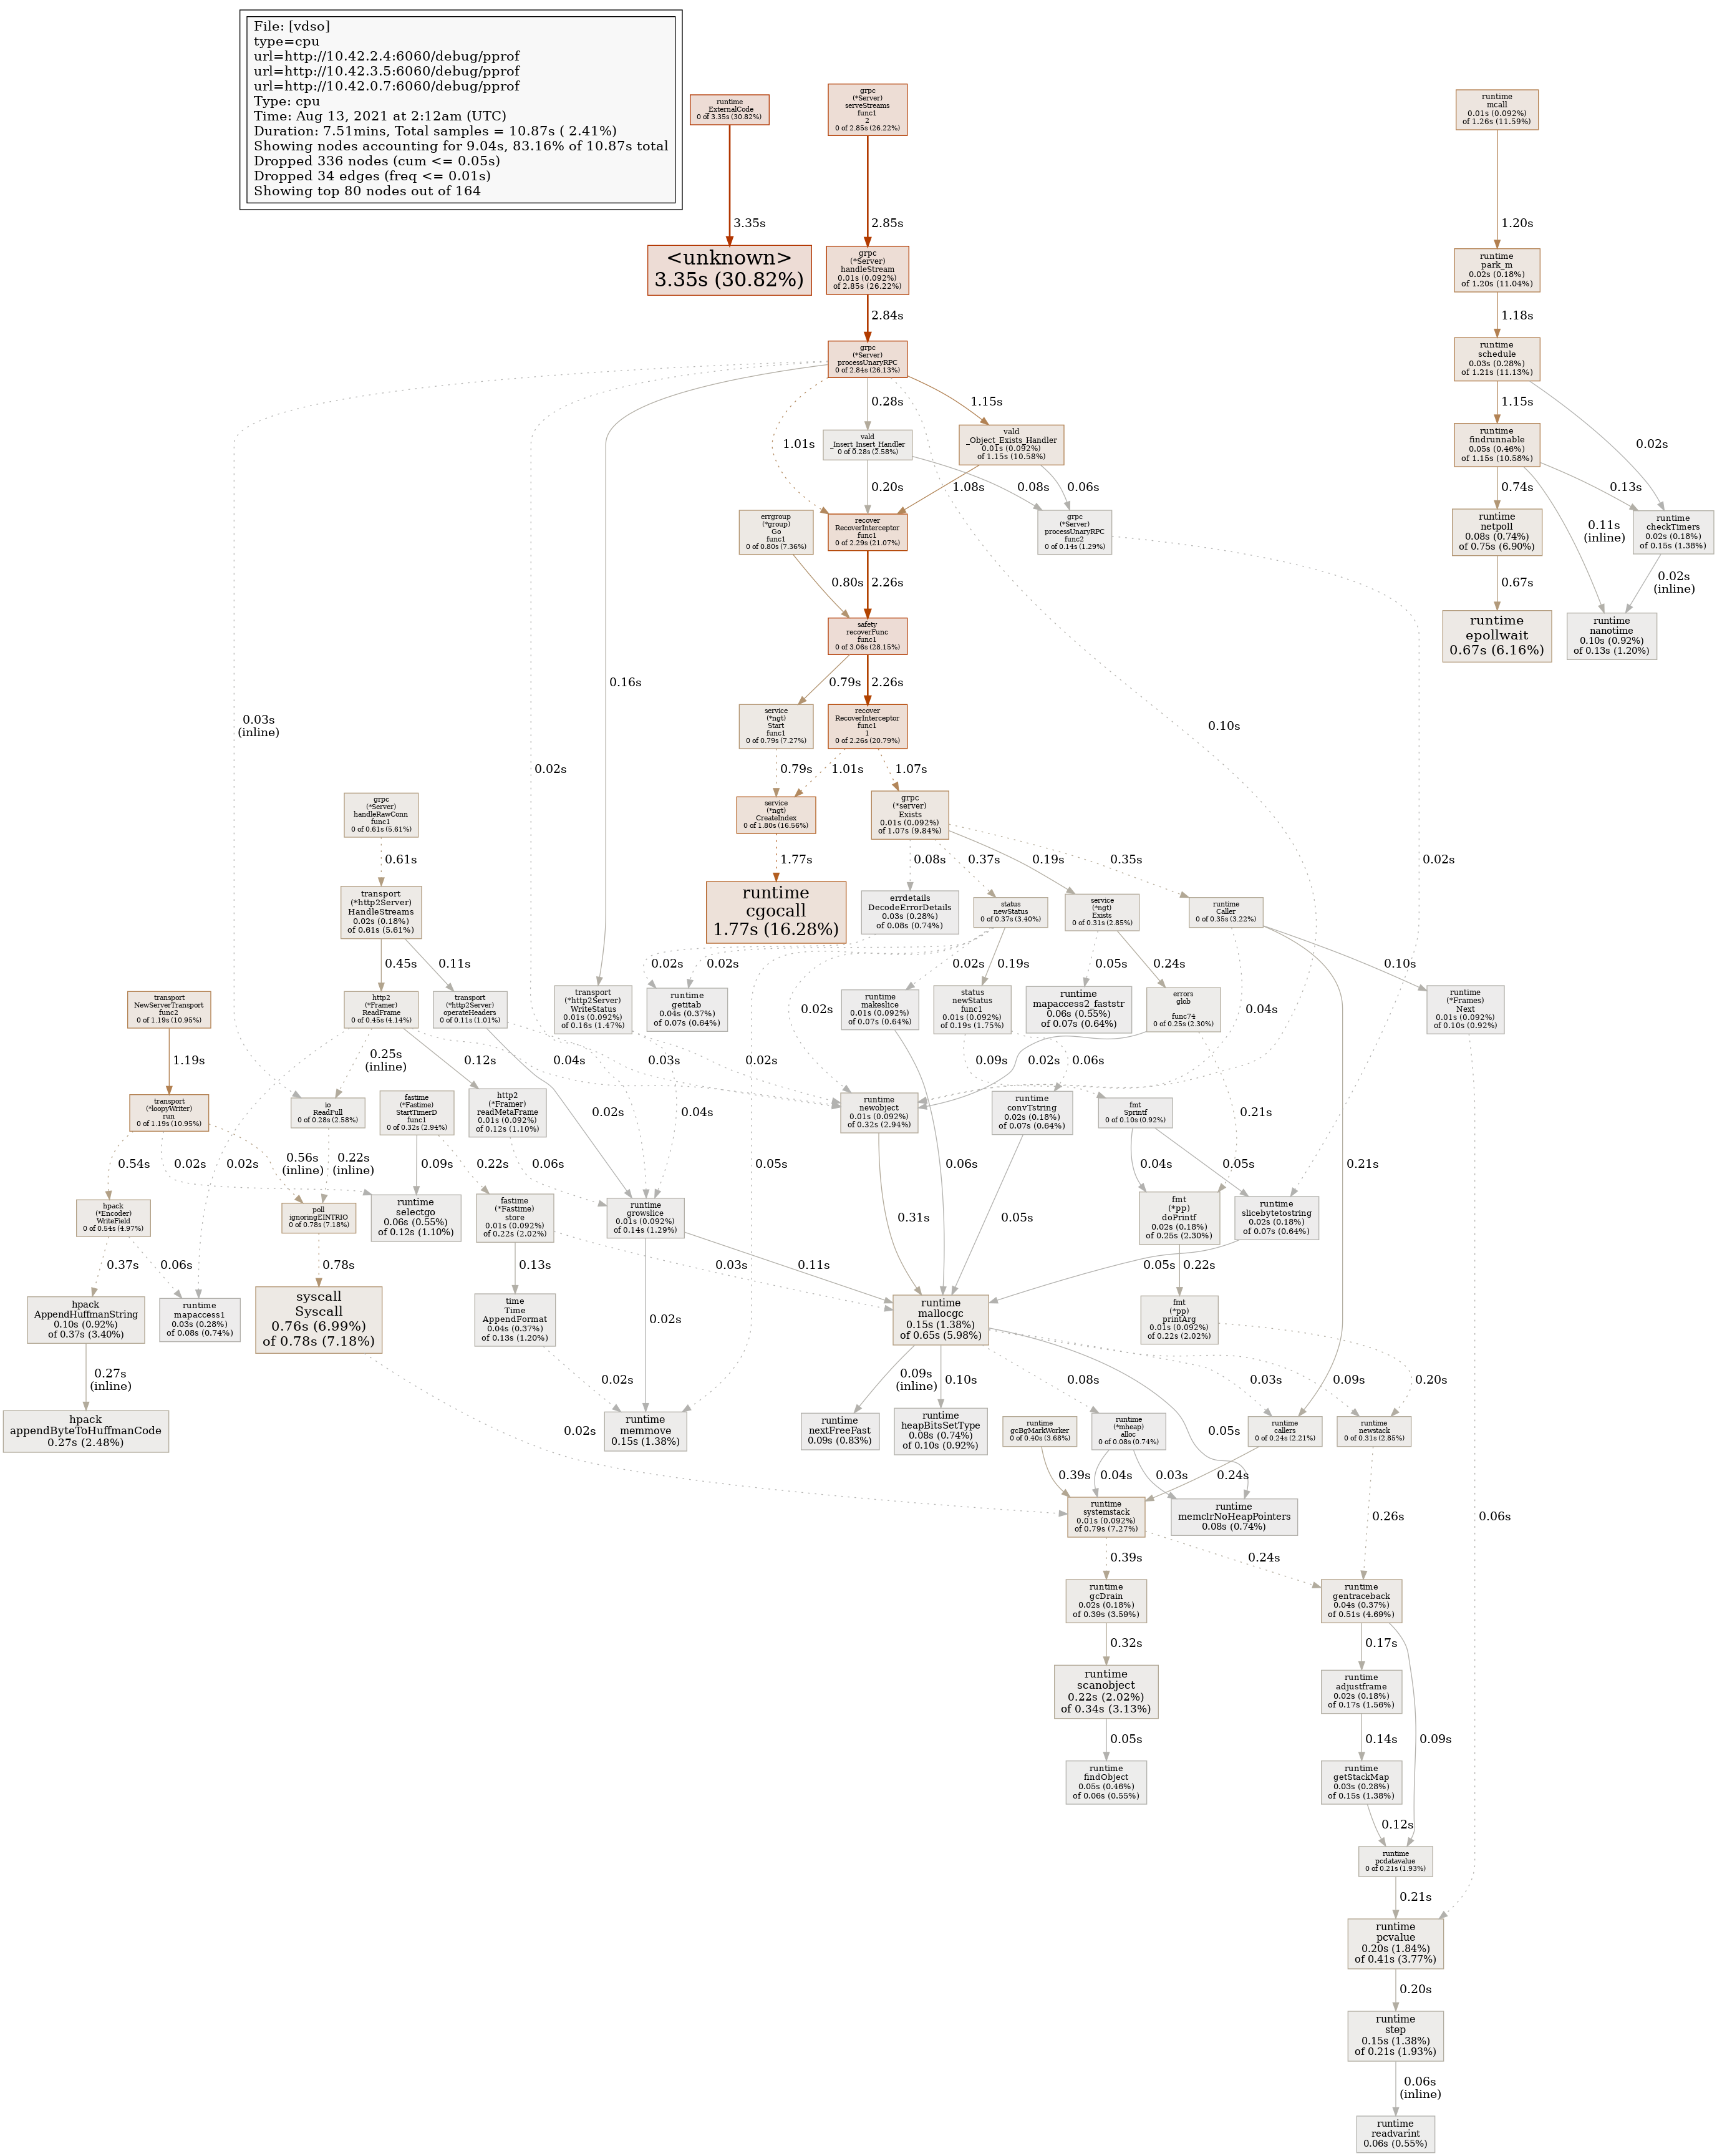 File: [vdso]
type=cpu
url=http://10.42.2.4:6060/debug/pprof
url=http://10.42.3.5:6060/debug/pprof
url=http://10.42.0.7:6060/debug/pprof
Type: cpu
Time: Aug 13, 2021 at 2:12am (UTC)
Duration: 7.51mins, Total samples = 10.87s ( 2.41%)
Showing nodes accounting for 9.04s, 83.16% of 10.87s total
Dropped 336 nodes (cum <= 0.05s)
Dropped 34 edges (freq <= 0.01s)
Showing top 80 nodes out of 164
runtime
_ExternalCode
0 of 3.35s (30.82%)
grpc
(*Server)
serveStreams
func1
2
0 of 2.85s (26.22%)
runtime
mcall
0.01s (0.092%)
of 1.26s (11.59%)
3.35s
2.85s
1.20s
<unknown>
3.35s (30.82%)
grpc
(*Server)
handleStream
0.01s (0.092%)
of 2.85s (26.22%)
runtime
park_m
0.02s (0.18%)
of 1.20s (11.04%)
2.84s
1.18s
grpc
(*Server)
processUnaryRPC
0 of 2.84s (26.13%)
runtime
schedule
0.03s (0.28%)
of 1.21s (11.13%)
0.28s
1.15s
1.15s
1.01s
vald
_Insert_Insert_Handler
0 of 0.28s (2.58%)
vald
_Object_Exists_Handler
0.01s (0.092%)
of 1.15s (10.58%)
runtime
findrunnable
0.05s (0.46%)
of 1.15s (10.58%)
0.02s
0.20s
1.08s
0.08s
0.06s
0.74s
0.13s
errgroup
(*group)
Go
func1
0 of 0.80s (7.36%)
recover
RecoverInterceptor
func1
0 of 2.29s (21.07%)
grpc
(*Server)
processUnaryRPC
func2
0 of 0.14s (1.29%)
runtime
netpoll
0.08s (0.74%)
of 0.75s (6.90%)
0.11s
(inline)
runtime
checkTimers
0.02s (0.18%)
of 0.15s (1.38%)
0.80s
2.26s
0.67s
0.02s
(inline)
safety
recoverFunc
func1
0 of 3.06s (28.15%)
runtime
epollwait
0.67s (6.16%)
runtime
nanotime
0.10s (0.92%)
of 0.13s (1.20%)
0.16s
0.79s
2.26s
0.03s
(inline)
service
(*ngt)
Start
func1
0 of 0.79s (7.27%)
recover
RecoverInterceptor
func1
1
0 of 2.26s (20.79%)
0.10s
0.02s
0.79s
1.01s
1.07s
grpc
(*Server)
handleRawConn
func1
0 of 0.61s (5.61%)
service
(*ngt)
CreateIndex
0 of 1.80s (16.56%)
grpc
(*server)
Exists
0.01s (0.092%)
of 1.07s (9.84%)
0.61s
1.77s
0.08s
0.37s
0.19s
0.35s
0.02s
transport
(*http2Server)
HandleStreams
0.02s (0.18%)
of 0.61s (5.61%)
runtime
cgocall
1.77s (16.28%)
errdetails
DecodeErrorDetails
0.03s (0.28%)
of 0.08s (0.74%)
status
newStatus
0 of 0.37s (3.40%)
service
(*ngt)
Exists
0 of 0.31s (2.85%)
runtime
Caller
0 of 0.35s (3.22%)
0.45s
0.11s
0.02s
0.02s
0.02s
0.19s
0.05s
0.24s
0.10s
transport
NewServerTransport
func2
0 of 1.19s (10.95%)
http2
(*Framer)
ReadFrame
0 of 0.45s (4.14%)
transport
(*http2Server)
operateHeaders
0 of 0.11s (1.01%)
transport
(*http2Server)
WriteStatus
0.01s (0.092%)
of 0.16s (1.47%)
runtime
getitab
0.04s (0.37%)
of 0.07s (0.64%)
0.02s
runtime
makeslice
0.01s (0.092%)
of 0.07s (0.64%)
status
newStatus
func1
0.01s (0.092%)
of 0.19s (1.75%)
runtime
mapaccess2_faststr
0.06s (0.55%)
of 0.07s (0.64%)
errors
glob

func74
0 of 0.25s (2.30%)
0.04s
runtime
(*Frames)
Next
0.01s (0.092%)
of 0.10s (0.92%)
1.19s
0.25s
(inline)
0.12s
0.04s
0.03s
0.02s
0.09s
0.02s
0.06s
transport
(*loopyWriter)
run
0 of 1.19s (10.95%)
io
ReadFull
0 of 0.28s (2.58%)
fastime
(*Fastime)
StartTimerD
func1
0 of 0.32s (2.94%)
http2
(*Framer)
readMetaFrame
0.01s (0.092%)
of 0.12s (1.10%)
0.02s
0.04s
runtime
newobject
0.01s (0.092%)
of 0.32s (2.94%)
runtime
convTstring
0.02s (0.18%)
of 0.07s (0.64%)
fmt
Sprintf
0 of 0.10s (0.92%)
0.21s
0.54s
0.02s
0.02s
0.56s
(inline)
0.22s
(inline)
0.09s
0.22s
0.06s
0.05s
0.06s
0.04s
0.05s
0.21s
hpack
(*Encoder)
WriteField
0 of 0.54s (4.97%)
poll
ignoringEINTRIO
0 of 0.78s (7.18%)
runtime
selectgo
0.06s (0.55%)
of 0.12s (1.10%)
fastime
(*Fastime)
store
0.01s (0.092%)
of 0.22s (2.02%)
runtime
growslice
0.01s (0.092%)
of 0.14s (1.29%)
0.31s
0.05s
fmt
(*pp)
doPrintf
0.02s (0.18%)
of 0.25s (2.30%)
runtime
slicebytetostring
0.02s (0.18%)
of 0.07s (0.64%)
0.37s
0.06s
0.78s
0.13s
0.03s
0.11s
0.05s
0.22s
hpack
AppendHuffmanString
0.10s (0.92%)
of 0.37s (3.40%)
runtime
mapaccess1
0.03s (0.28%)
of 0.08s (0.74%)
syscall
Syscall
0.76s (6.99%)
of 0.78s (7.18%)
time
Time
AppendFormat
0.04s (0.37%)
of 0.13s (1.20%)
0.02s
runtime
mallocgc
0.15s (1.38%)
of 0.65s (5.98%)
fmt
(*pp)
printArg
0.01s (0.092%)
of 0.22s (2.02%)
0.27s
(inline)
0.02s
0.09s
(inline)
0.10s
0.08s
0.03s
0.09s
0.20s
hpack
appendByteToHuffmanCode
0.27s (2.48%)
0.02s
runtime
memmove
0.15s (1.38%)
runtime
nextFreeFast
0.09s (0.83%)
runtime
heapBitsSetType
0.08s (0.74%)
of 0.10s (0.92%)
runtime
gcBgMarkWorker
0 of 0.40s (3.68%)
runtime
(*mheap)
alloc
0 of 0.08s (0.74%)
0.05s
runtime
callers
0 of 0.24s (2.21%)
runtime
newstack
0 of 0.31s (2.85%)
0.39s
0.04s
0.03s
0.24s
runtime
systemstack
0.01s (0.092%)
of 0.79s (7.27%)
runtime
memclrNoHeapPointers
0.08s (0.74%)
0.26s
0.06s
0.39s
0.24s
runtime
gcDrain
0.02s (0.18%)
of 0.39s (3.59%)
runtime
gentraceback
0.04s (0.37%)
of 0.51s (4.69%)
0.32s
0.17s
runtime
scanobject
0.22s (2.02%)
of 0.34s (3.13%)
runtime
adjustframe
0.02s (0.18%)
of 0.17s (1.56%)
0.05s
0.14s
0.09s
runtime
findObject
0.05s (0.46%)
of 0.06s (0.55%)
runtime
getStackMap
0.03s (0.28%)
of 0.15s (1.38%)
0.12s
runtime
pcdatavalue
0 of 0.21s (1.93%)
0.21s
runtime
pcvalue
0.20s (1.84%)
of 0.41s (3.77%)
0.20s
runtime
step
0.15s (1.38%)
of 0.21s (1.93%)
0.06s
(inline)
runtime
readvarint
0.06s (0.55%)